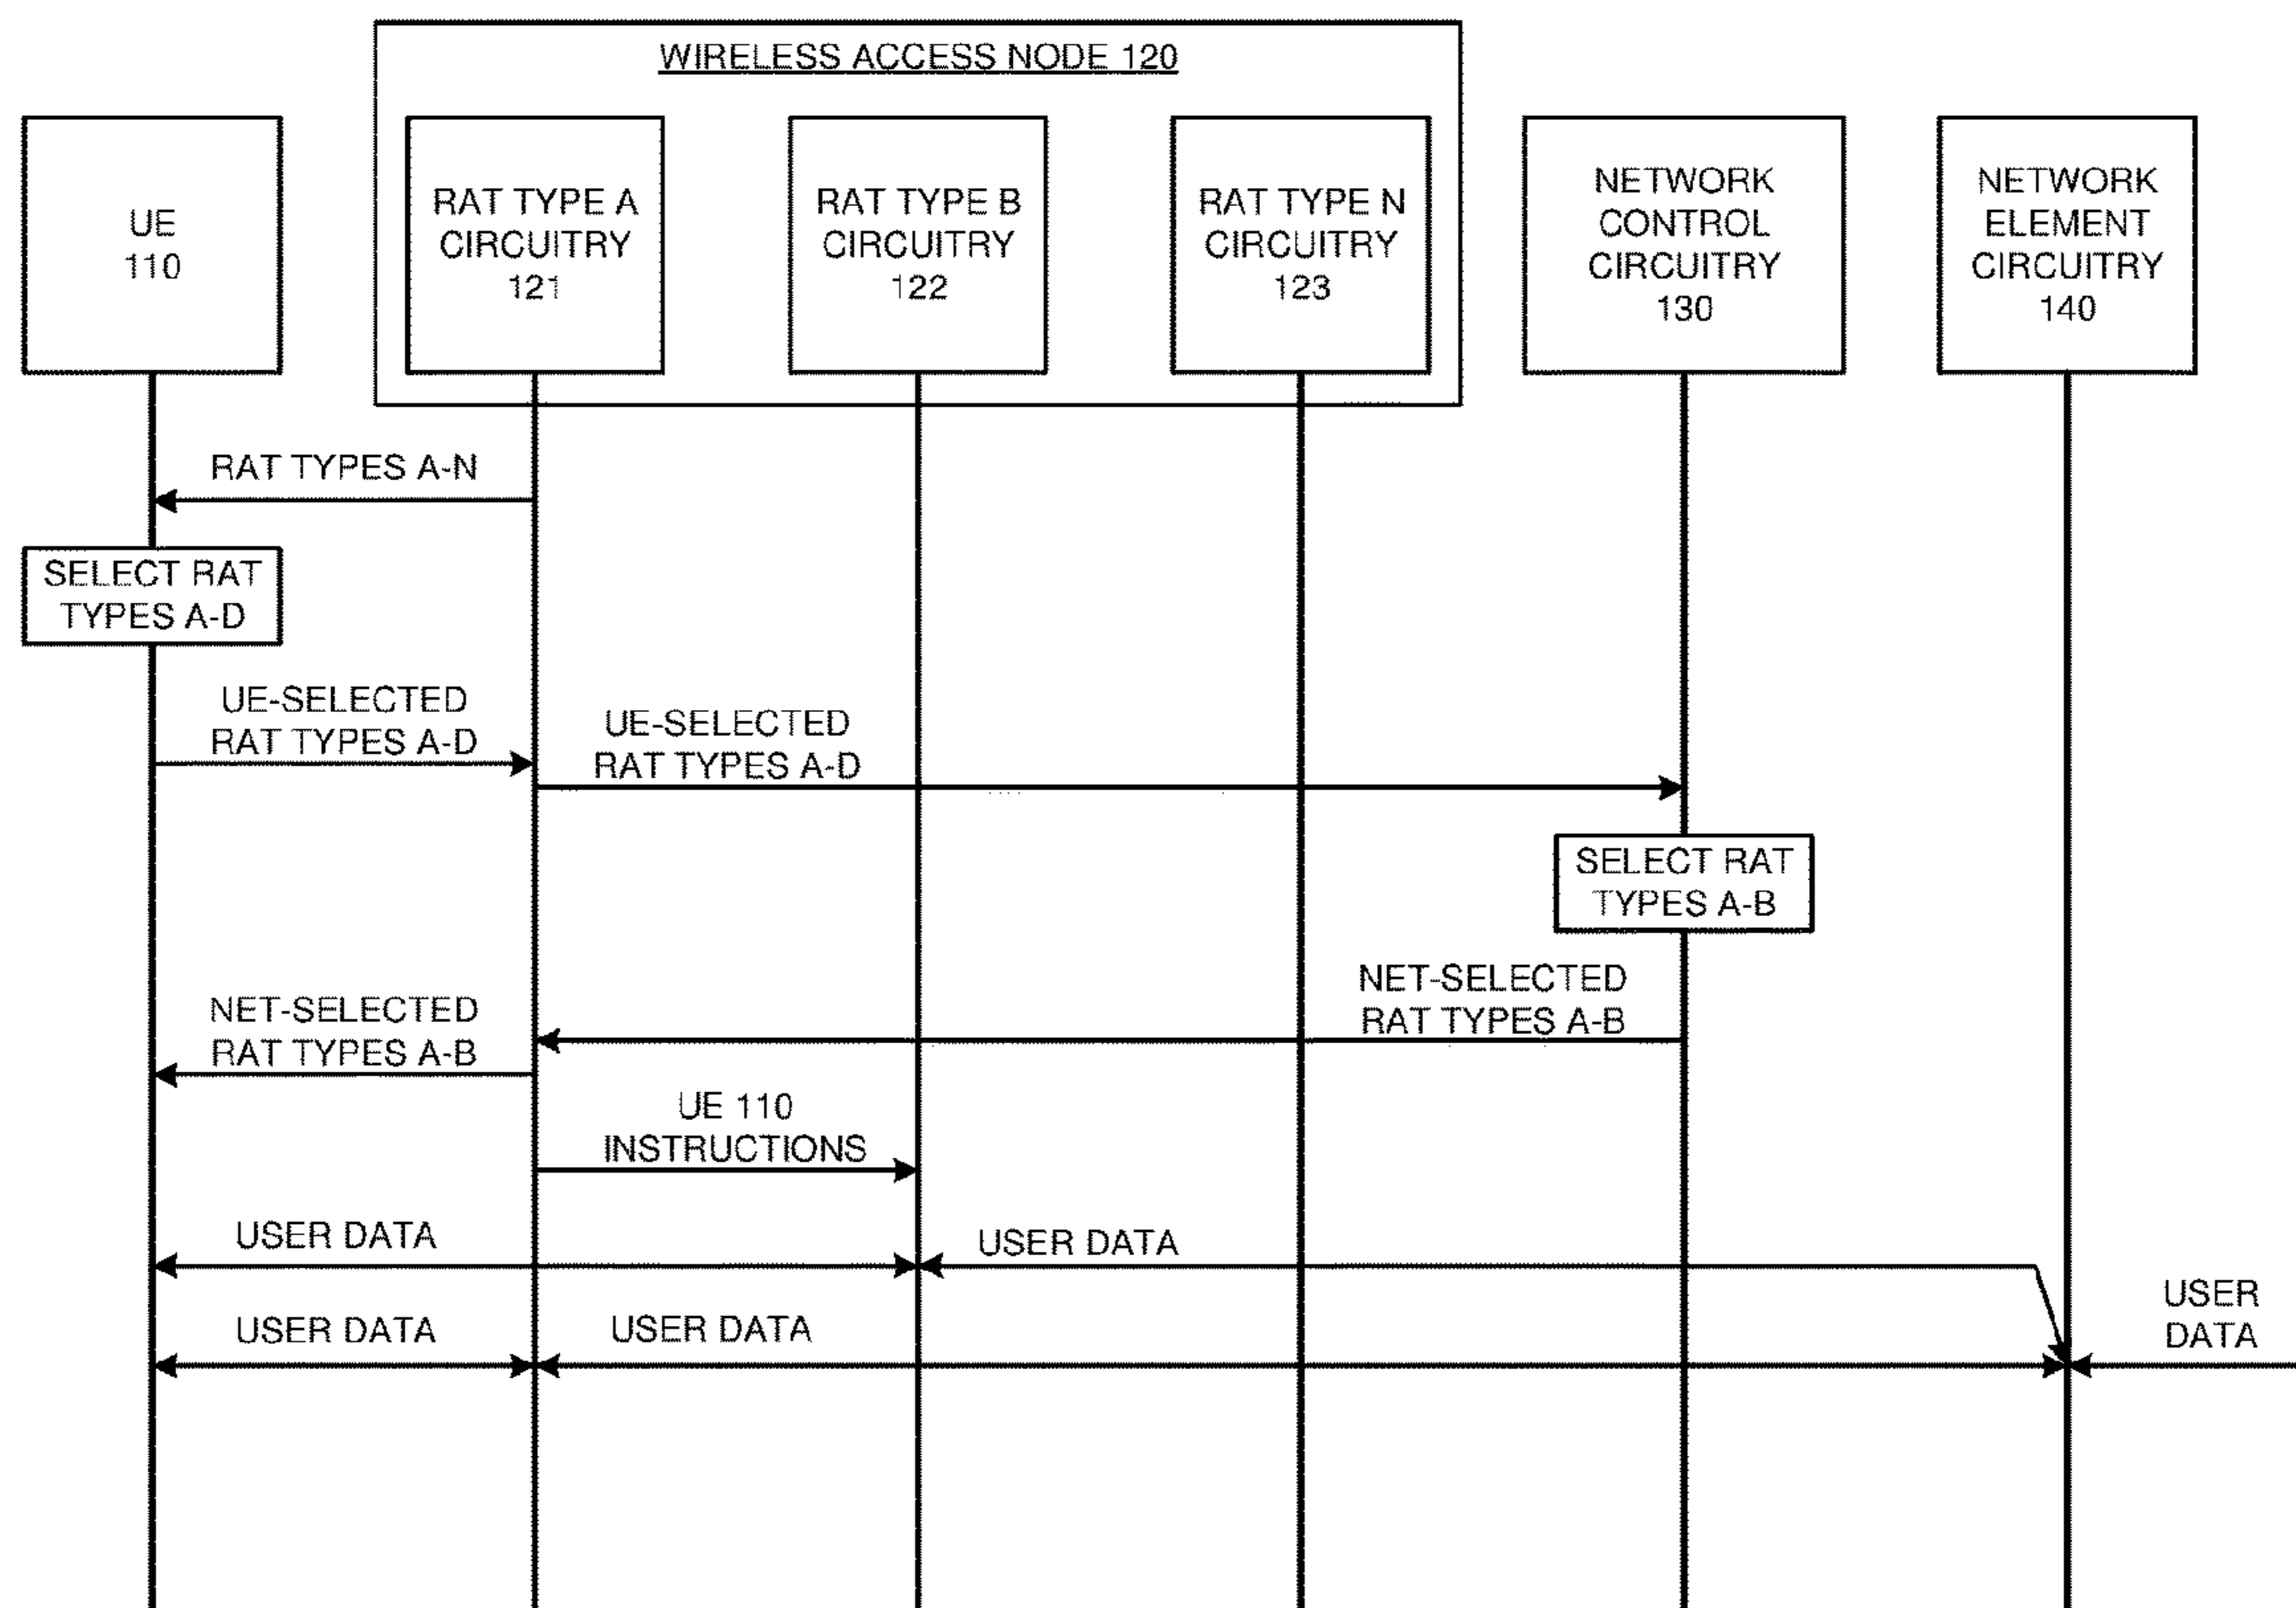 WIRELESS ACCESS NODE 120
UE
110
RAT TYPE A
CIRCUITRY
121
RAT TYPE B
CIRCUITRY
122
RAT TYPE N
CIRCUITRY
123
NETWORK
CONTROL
CIRCUITRY
130
NETWORK
ELEMENT
CIRCUITRY
140
RAT TYPES A-N
SELECT RAT
TYPES A-D
UE-SELECTED
RAT TYPES A-D
UE-SELECTED
RAT TYPES A-D
SELECT RAT
TYPES A-B
NET-SELECTED
RAT TYPES A-B
NET-SELECTED
RAT TYPES A-B
UE 110
INSTRUCTIONS
USER DATA
USER DATA
USER DATA
USER DATA
USER
DATA